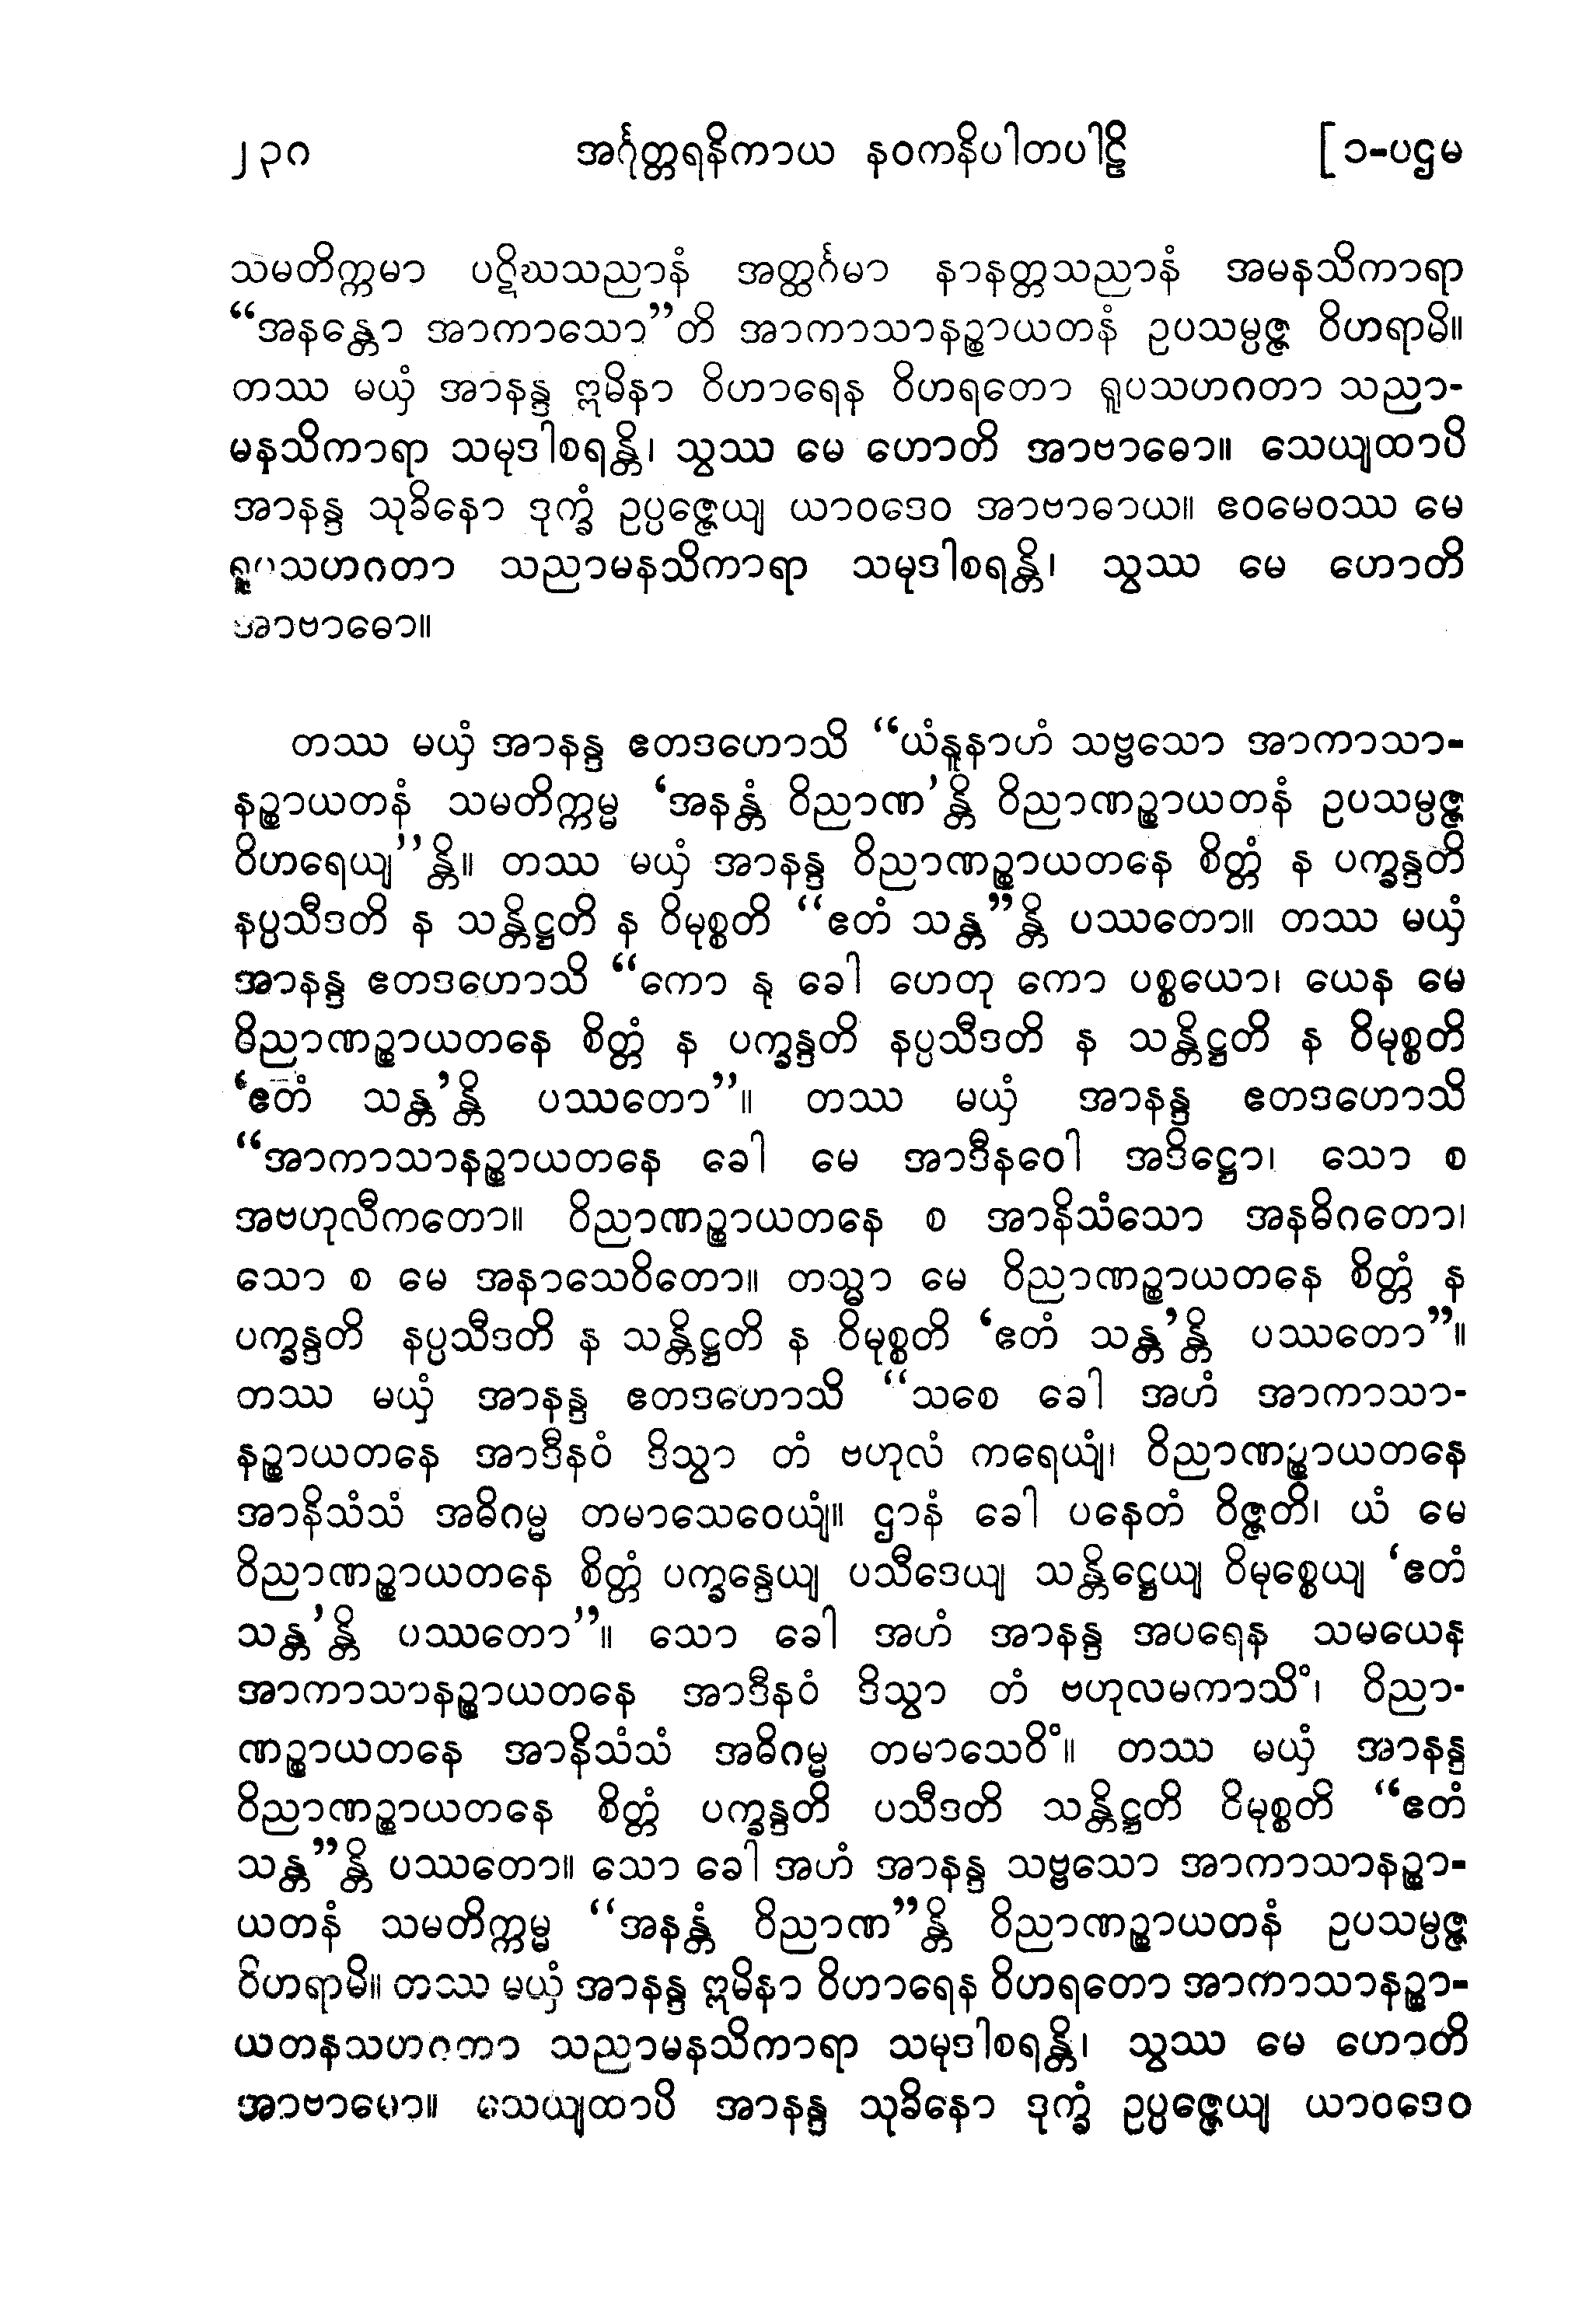 ၂၃၈ အင်္ဂုတ္တရနိကာယ နဝကနိပါတပါဠိ [၁-ပဌမ
သမတိက္ကမာ ပဋိဃသညာနံ အတ္ထင်္ဂမာ နာနတ္တသညာနံ အမနသိကာရာ
“အနန္တော အာကာသော”တိ အာကာသာနဉ္စာယတနံ ဥပသမ္ပဇ္ဇ ဝိဟရာမိ။
တဿ မယှံ အာနန္ဒ ဣမိနာ ဝိဟာရေန ဝိဟရတော ရူပသဟဂတာ သညာ-
မနသိကာရာ သမုဒါစရန္တိ၊ သွဿ မေ ဟောတိ အာဗာဓော။ သေယျထာပိ
အာနန္ဒ သုခိနော ဒုက္ခံ ဥပ္ပဇ္ဇေယျ ယာဝဒေဝ အာဗာဓာယ။ ဧဝမေဝဿ မေ
ရူပသဟဂတာ သညာမနသိကာရာ သမုဒါစရန္တိ၊ သွဿ မေ ဟောတိ
အာဗာဓော။
တဿ မယှံ အာနန္ဒ ဧတဒဟောသိ “ယံနူနာဟံ သဗ္ဗသော အာကာသာ-
နဉ္စာယတနံ သမတိက္ကမ္မ ‘အနန္တံ ဝိညာဏ’န္တိ ဝိညာဏဉ္စာယတနံ ဥပသမ္ပဇ္ဇ
ဝိဟရေယျ”န္တိ။ တဿ မယှံ အာနန္ဒ ဝိညာဏဉ္စာယတနေ စိတ္တံ န ပက္ခန္ဒတိ
နပ္ပသီဒတိ န သန္တိဋ္ဌတိ န ဝိမုစ္စတိ “ဧတံ သန္တ”န္တိ ပဿတော။ တဿ မယှံ
အာနန္ဒ ဧတဒဟောသိ “ကော နု ခေါ ဟေတု ကော ပစ္စယော၊ ယေန မေ
ဝိညာဏဉ္စာယတနေ စိတ္တံ န ပက္ခန္ဒတိ နပ္ပသီဒတိ န သန္တိဋ္ဌတိ န ဝိမုစ္စတိ
‘ဧတံ သန္တ’န္တိ ပဿတော”။ တဿ မယှံ အာနန္ဒ ဧတဒဟောသိ
“အာကာသာနဉ္စာယတနေ ခေါ မေ အာဒီနဝေါ အဒိဋ္ဌော၊ သော စ
အဗဟုလီကတော။ ဝိညာဏဉ္စာယတနေ စ အာနိသံသော အနဓိဂတော၊
သော စ မေ အနာသေဝိတော။ တသ္မာ မေ ဝိညာဏဉ္စာယတနေ စိတ္တံ န
ပက္ခန္ဒတိ နပ္ပသီဒတိ န သန္တိဋ္ဌတိ န ဝိမုစ္စတိ ‘ဧတံ သန္တ’န္တိ ပဿတော”။
တဿ မယှံ အာနန္ဒ ဧတဒဟောသိ “သစေ ခေါ အဟံ အာကာသာ-
နဉ္စာယတနေ အာဒီနဝံ ဒိသွာ တံ ဗဟုလံ ကရေယျံ၊ ဝိညာဏဉ္စာယတနေ
အာနိသံသံ အဓိဂမ္မ တမာသေဝေယျံ။ ဌာနံ ခေါ ပနေတံ ဝိဇ္ဇတိ၊ ယံ မေ
ဝိညာဏဉ္စာယတနေ စိတ္တံ ပက္ခန္ဒေယျ ပသီဒေယျ သန္တိဋ္ဌေယျ ဝိမုစ္စေယျ ‘ဧတံ
သန္တ’န္တိ ပဿတော”။ သော ခေါ အဟံ အာနန္ဒ အပရေန သမယေန
အာကာသာနဉ္စာယတနေ အာဒီနဝံ ဒိသွာ တံ ဗဟုလမကာသိံ၊ ဝိညာ-
ဏဉ္စာယတနေ အာနိသံသံ အဓိဂမ္မ တမာသေဝိံ။ တဿ မယှံ အာနန္ဒ
ဝိညာဏဉ္စာယတနေ စိတ္တံ ပက္ခန္ဒတိ ပသီဒတိ သန္တိဋ္ဌတိ ဝိမုစ္စတိ “ဧတံ
သန္တ”န္တိ ပဿတော။ သော ခေါ အဟံ အာနန္ဒ သဗ္ဗသော အာကာသာနဉ္စာ-
ယတနံ သမတိက္ကမ္မ “အနန္တံ ဝိညာဏ”န္တိ ဝိညာဏဉ္စာယတနံ ဥပသမ္ပဇ္ဇ
ဝိဟရာမိ။ တဿ မယှံ အာနန္ဒ ဣမိနာ ဝိဟာရေန ဝိဟရတော အာကာသာနဉ္စာ-
ယတနသဟဂတာ သညာမနသိကာရာ သမုဒါစရန္တိ၊ သွဿ မေ ဟောတိ
အာဗာဓော။ သေယျထာပိ အာနန္ဒ သုခိနော ဒုက္ခံ ဥပ္ပဇ္ဇေယျ ယာဝဒေဝ